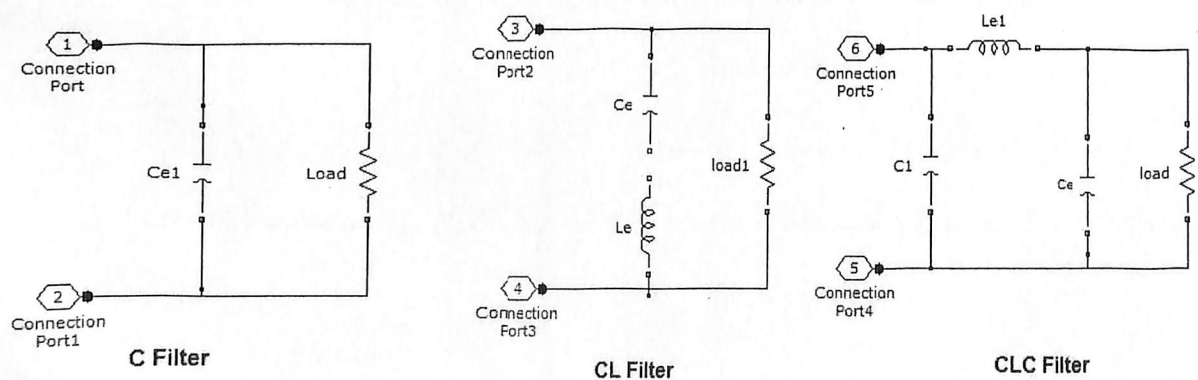 1
Connection
Port
Ce1
Load
2
Connection
Port1
C Filter
3
Connection
Port2
Ce
load1
Le
4
Connection
Port3
CL Filter
6
Connection
Port5
Le1
C1
Ce
load
5
Connection
Port4
CLC Filter